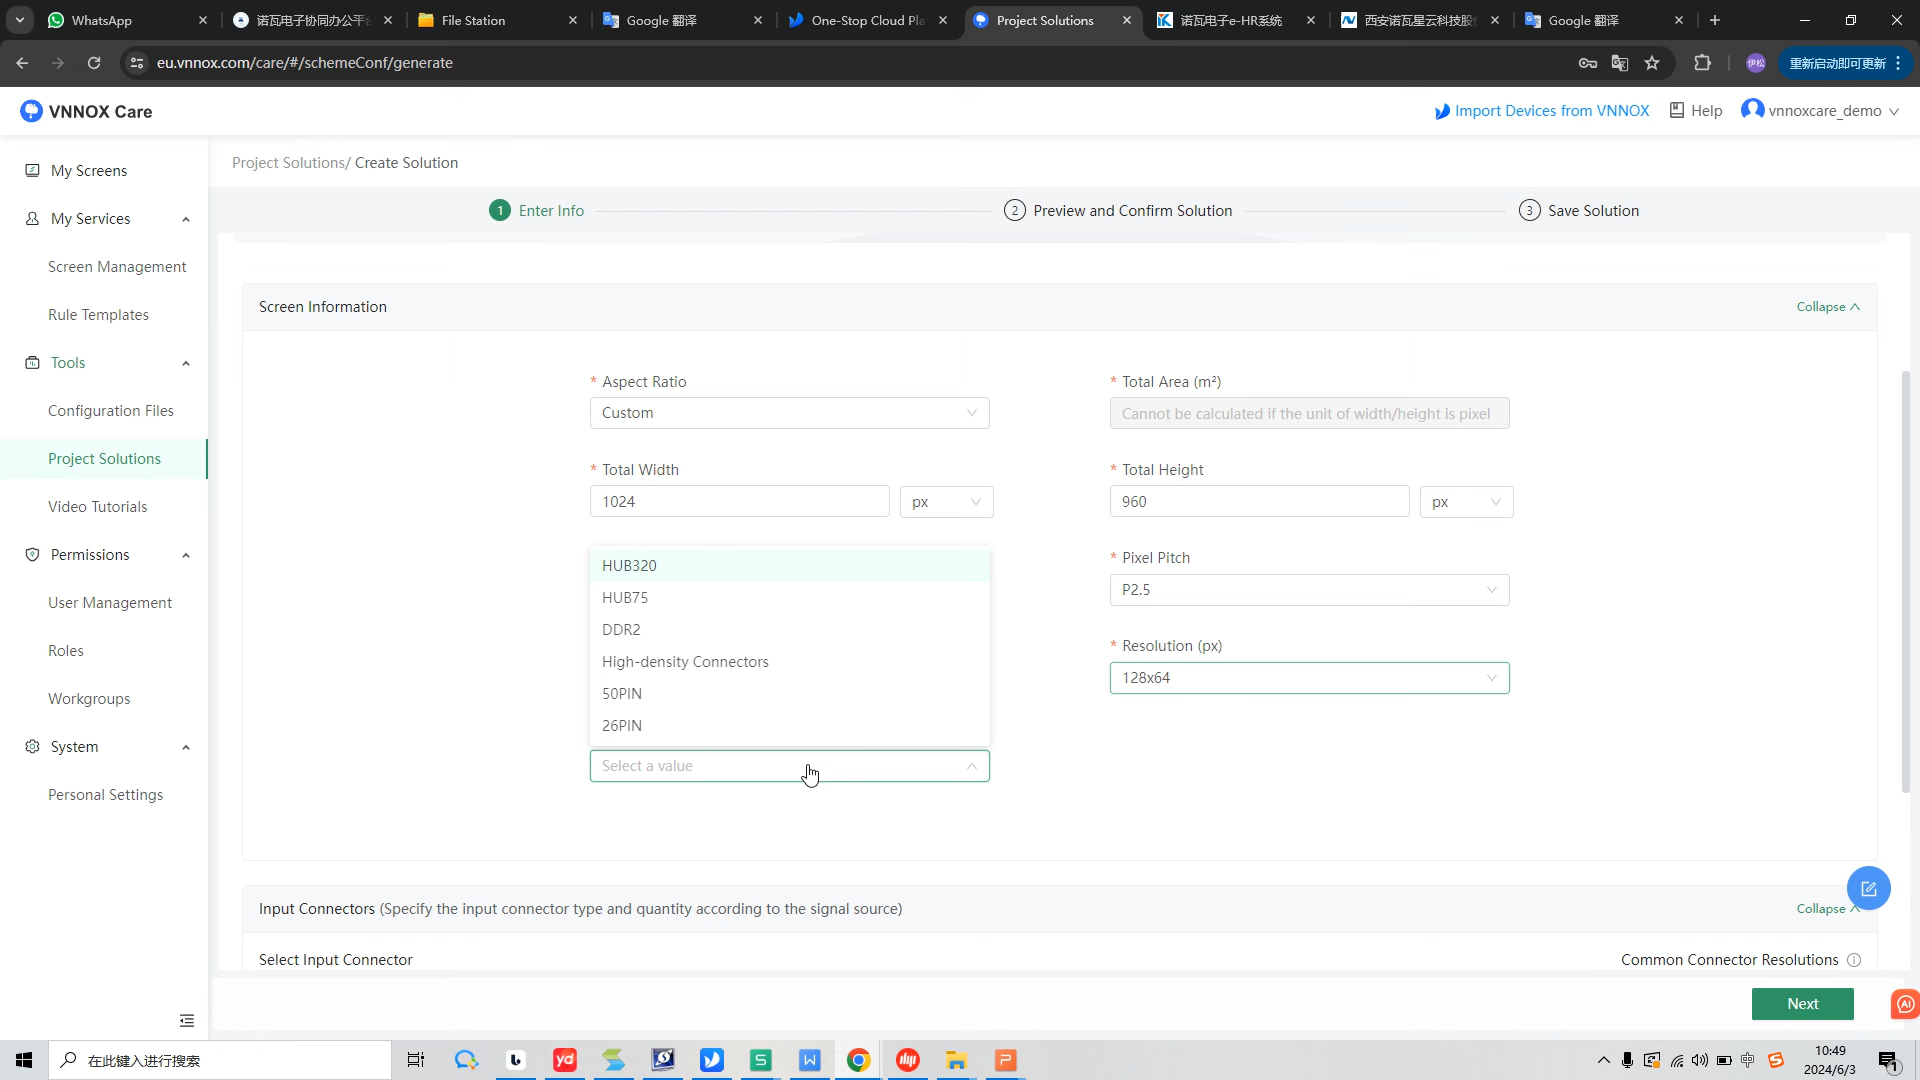 WhatsApp
诺瓦电子协同办公平台
File Station
Google 翻译
One-Stop Cloud Pla
Project Solutions
诺瓦电子e-HR系统
西安诺瓦星云科技股份
Google 翻译
eu.vnnox.com/care/#/schemeConf/generate
伊松
重新启动即可更新
VNNOX Care
Import Devices from VNNOX
Help
vnnoxcare_demo
My Screens
My Services
Screen Management
Rule Templates
Tools
Configuration Files
Project Solutions
Video Tutorials
Permissions
User Management
Roles
Workgroups
System
Personal Settings
Project Solutions/ Create Solution
1 Enter Info
2 Preview and Confirm Solution
3 Save Solution
Screen Information
Collapse
* Aspect Ratio
Custom
* Total Area (m²)
Cannot be calculated if the unit of width/height is pixel
* Total Width
1024
px
* Total Height
960
px
HUB320
HUB75
DDR2
High-density Connectors
50PIN
26PIN
Select a value
* Pixel Pitch
P2.5
* Resolution (px)
128x64
Input Connectors (Specify the input connector type and quantity according to the signal source)
Collapse
Select Input Connector
Common Connector Resolutions
Next
AI
在此键入进行搜索
yd
S
W
P
中
10:49
2024/6/3
1